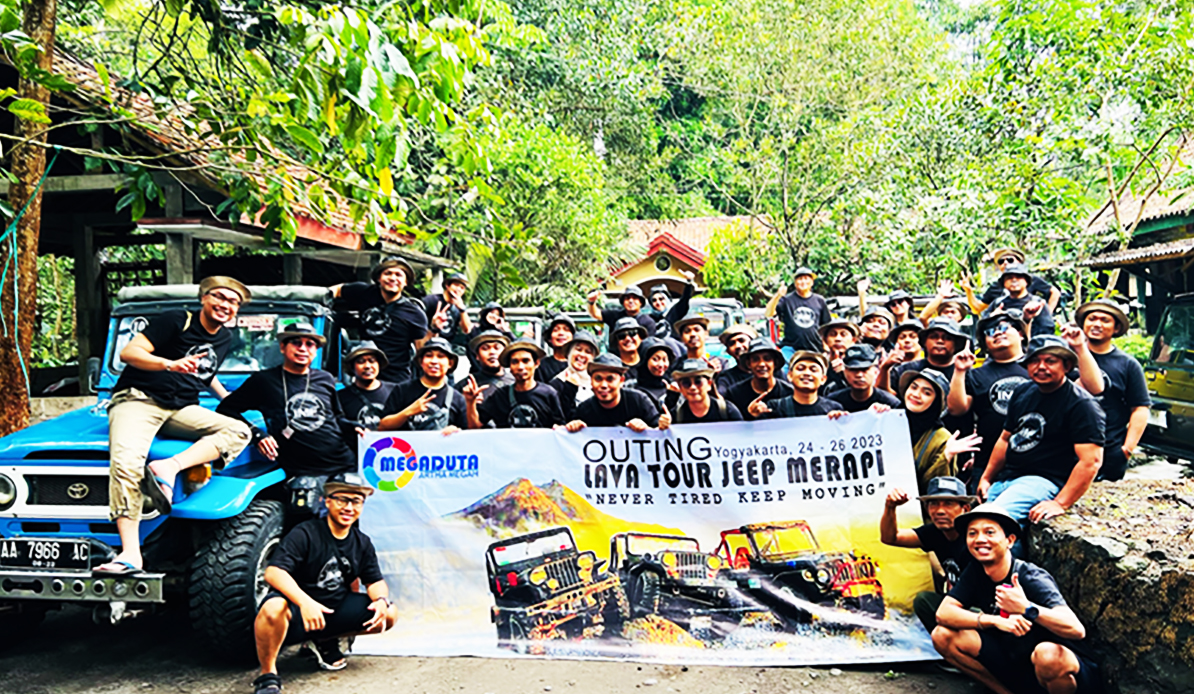 MEGADUTA
ARTHA MEGAH
OUTING Yogyakarta, 24 - 26 2023
LAVA TOUR JEEP MERAPI
"NEVER TIRED KEEP MOVING"
AA 7966 AC